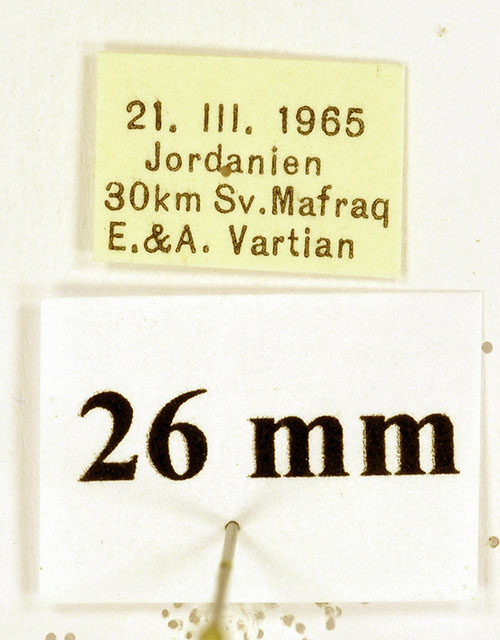 21. III. 1965
Jordanien
30km Sv.Mafraq
E.&A. Vartian
26 mm